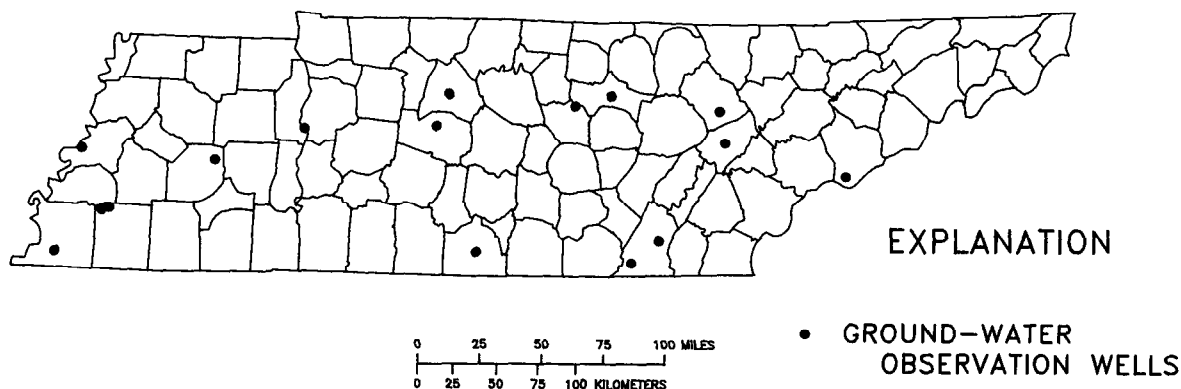 EXPLANATION
• GROUND-WATER
OBSERVATION WELLS
0 25 50 75 100 MILES
0 25 50 75 100 KILOMETERS